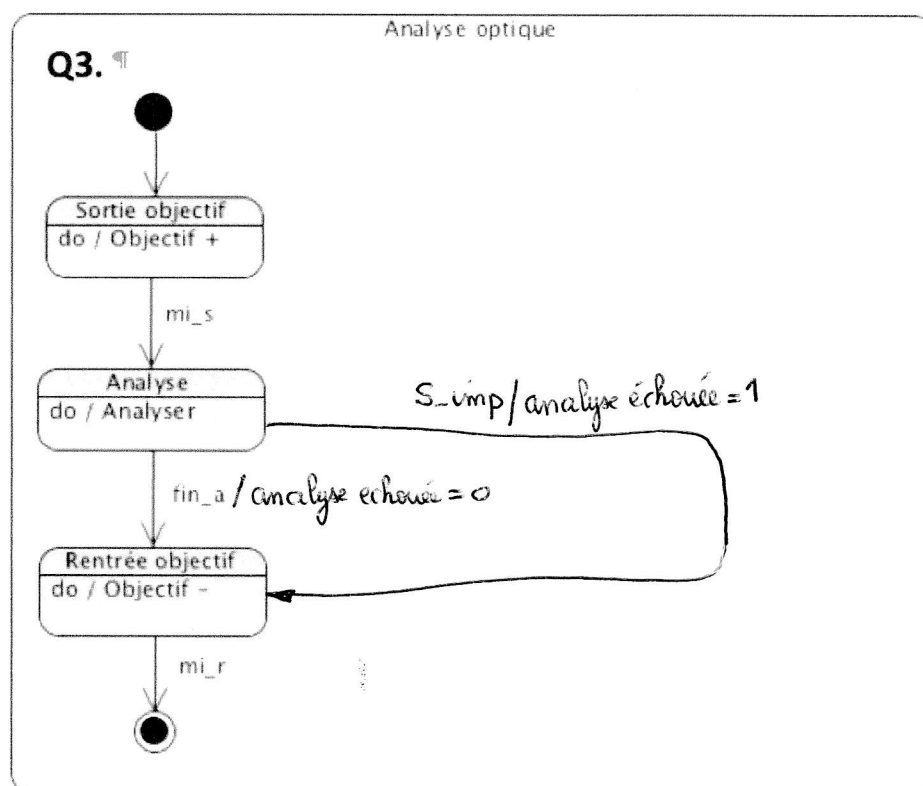 Analyse optique
Q3. ¶
Sortie objectif
do / Objectif +
mi_s
Analyse
do / Analyser
S_imp / analyse échouée = 1
fin_a / analyse echouée = 0
Rentrée objectif
do / Objectif -
mi_r